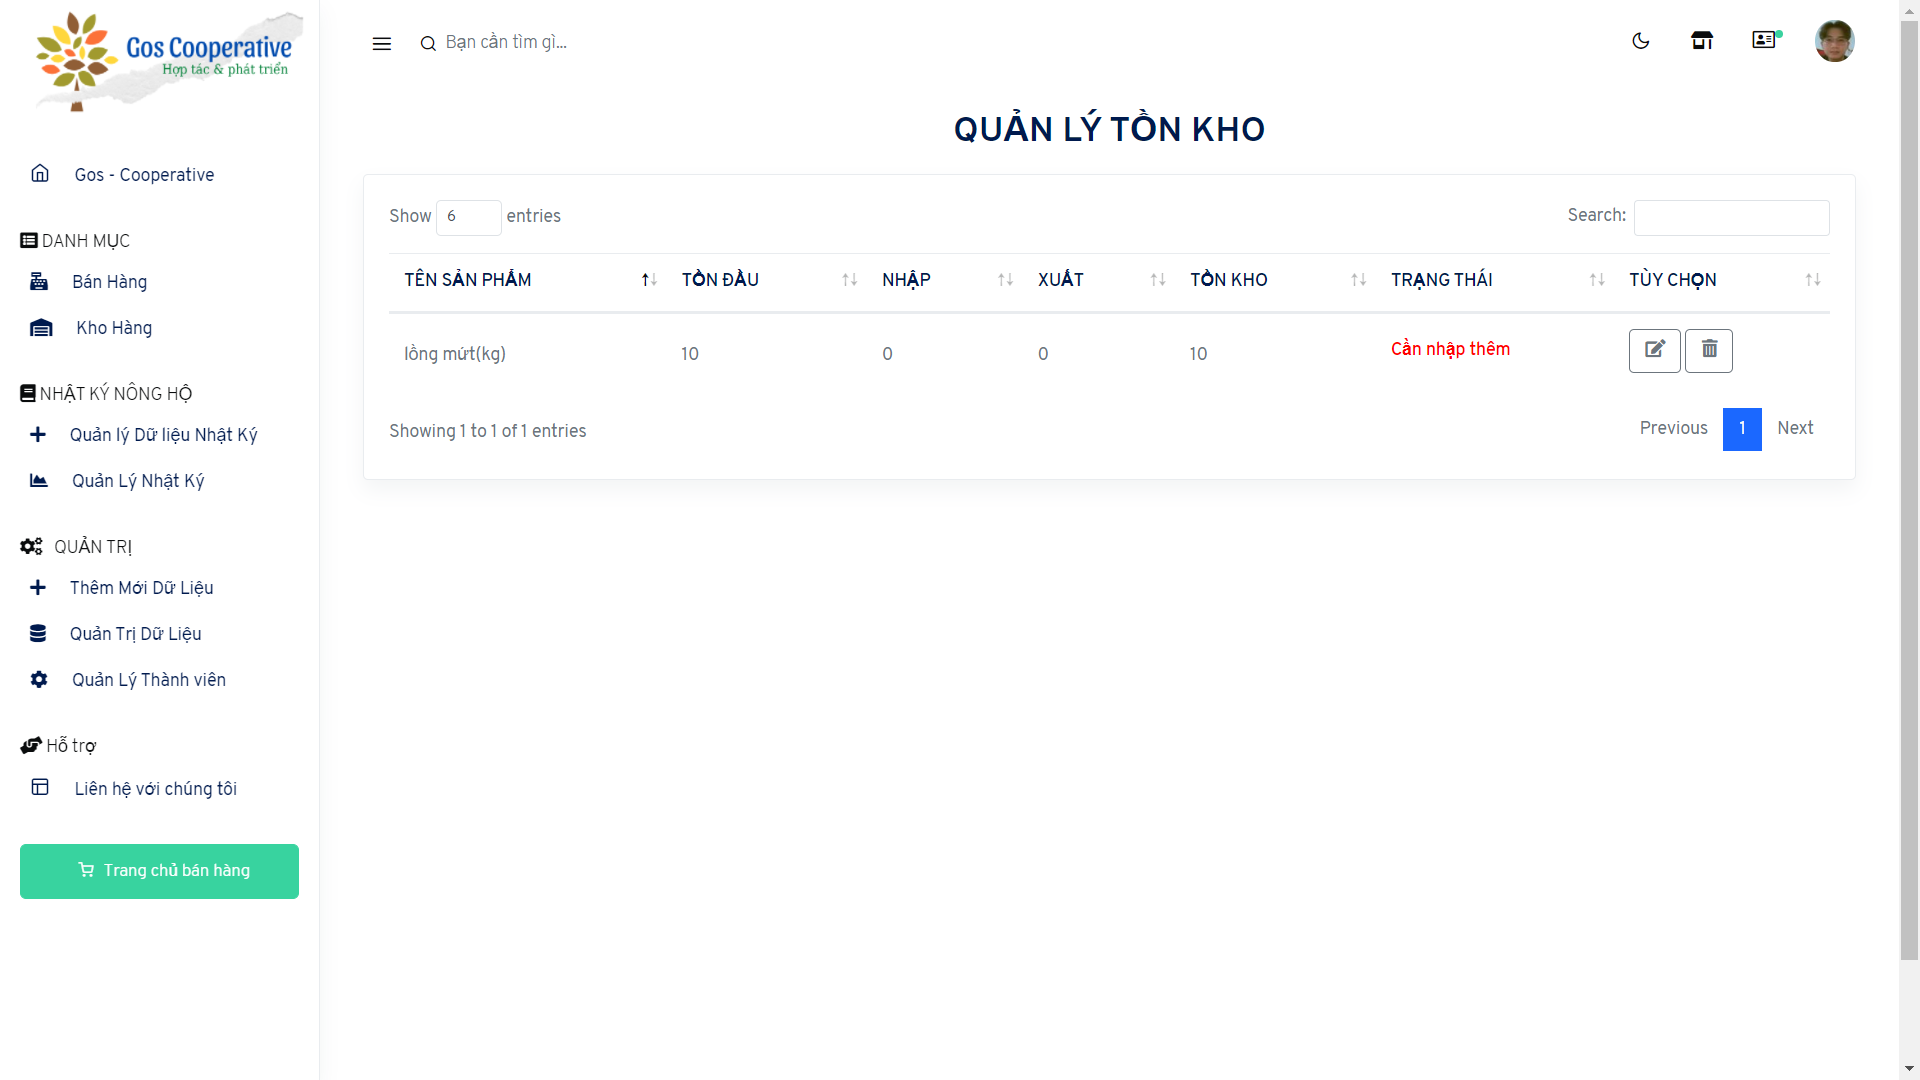 Gos Cooperative
Hợp tác & phát triển
Bạn cần tìm gì...
Gos - Cooperative
DANH MỤC
Bán Hàng
Kho Hàng
NHẬT KÝ NÔNG HỘ
Quản lý Dữ liệu Nhật Ký
Quản Lý Nhật Ký
QUẢN TRỊ
Thêm Mới Dữ Liệu
Quản Trị Dữ Liệu
Quản Lý Thành viên
Hỗ trợ
Liên hệ với chúng tôi
Trang chủ bán hàng
QUẢN LÝ TỒN KHO
Show 6 entries
Search:
TÊN SẢN PHẨM TỒN ĐẦU NHẬP XUẤT TỒN KHO TRẠNG THÁI TÙY CHỌN
lồng mứt(kg) 10 0 0 10 Cần nhập thêm
Showing 1 to 1 of 1 entries
Previous 1 Next